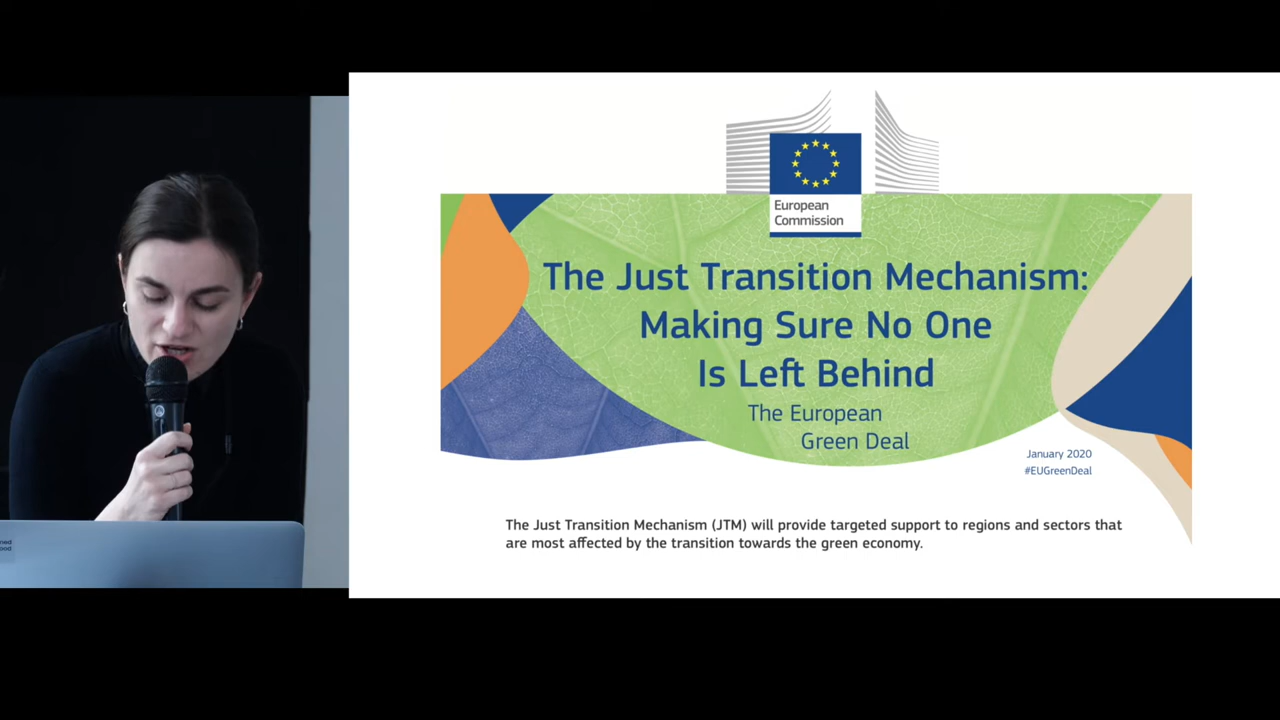 European
Commission
The Just Transition Mechanism:
Making Sure No One
Is Left Behind
The European
Green Deal
January 2020
#EUGreenDeal
The Just Transition Mechanism (JTM) will provide targeted support to regions and sectors that
are most affected by the transition towards the green economy.